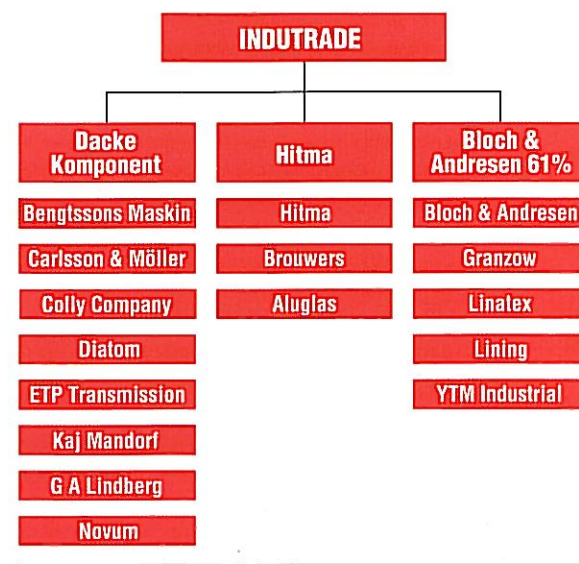 INDUTRADE
Dacke
Komponent
Bengtssons Maskin
Carlsson & Möller
Colly Company
Diatom
ETP Transmission
Kaj Mandorf
G A Lindberg
Novum
Hitma
Hitma
Brouwers
Aluglas
Bloch &
Andresen 61%
Bloch & Andresen
Granzow
Linatex
Lining
YTM Industrial